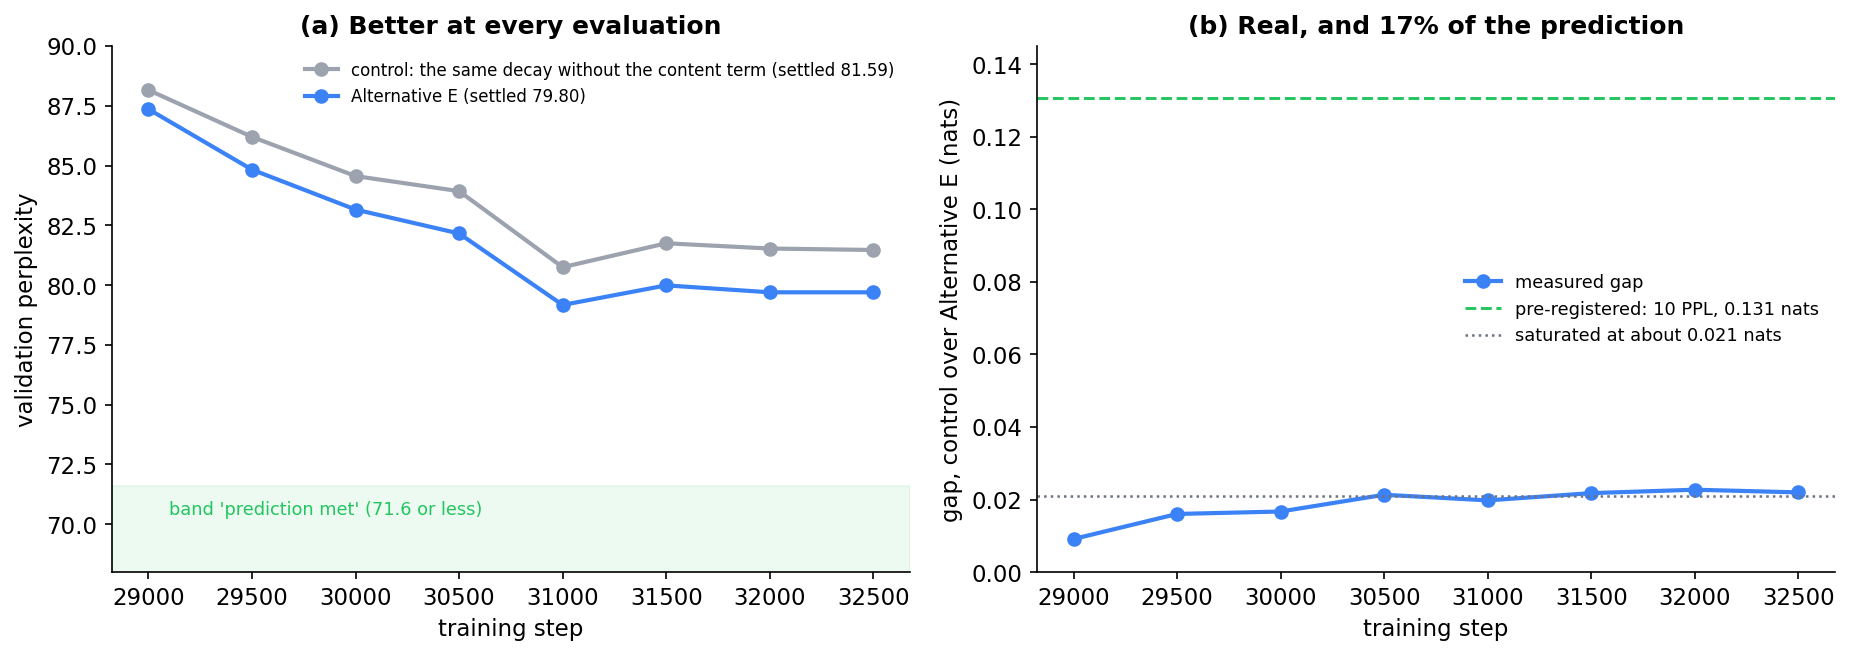 (a) Better at every evaluation
90.0
87.5
85.0
82.5
80.0
77.5
75.0
72.5
70.0
validation perplexity
control: the same decay without the content term (settled 81.59)
Alternative E (settled 79.80)
band 'prediction met' (71.6 or less)
29000 29500 30000 30500 31000 31500 32000 32500
training step
(b) Real, and 17% of the prediction
0.14
0.12
0.10
0.08
0.06
0.04
0.02
0.00
gap, control over Alternative E (nats)
measured gap
pre-registered: 10 PPL, 0.131 nats
saturated at about 0.021 nats
29000 29500 30000 30500 31000 31500 32000 32500
training step